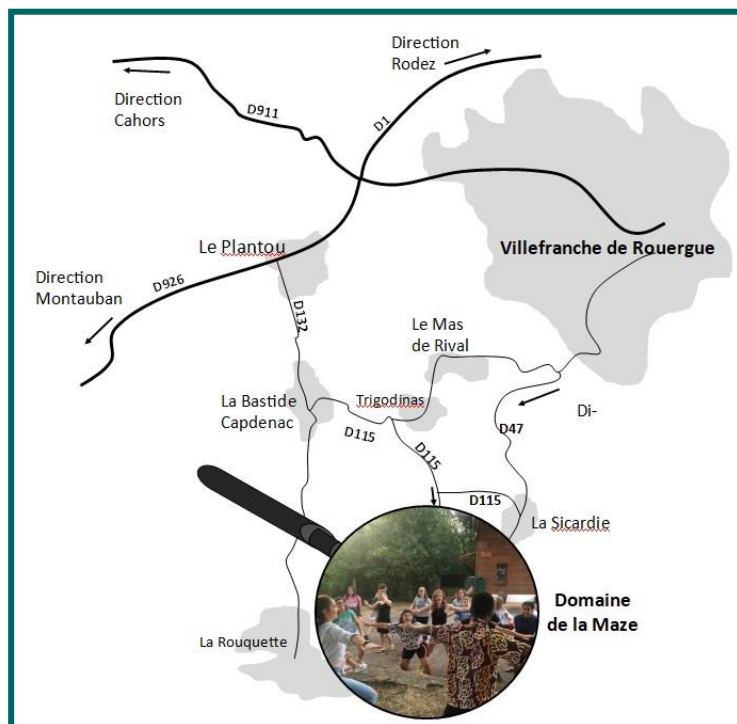 Direction
Rodez
Direction
Cahors
D911
D1
Le Plantou
Villefranche de Rouergue
Direction
Montauban
D926
D132
Le Mas
de Rival
La Bastide
Capdenac
Trigodinas
Di-
D115
D47
D115
D115
La Sicardie
Domaine
de la Maze
La Rouquette